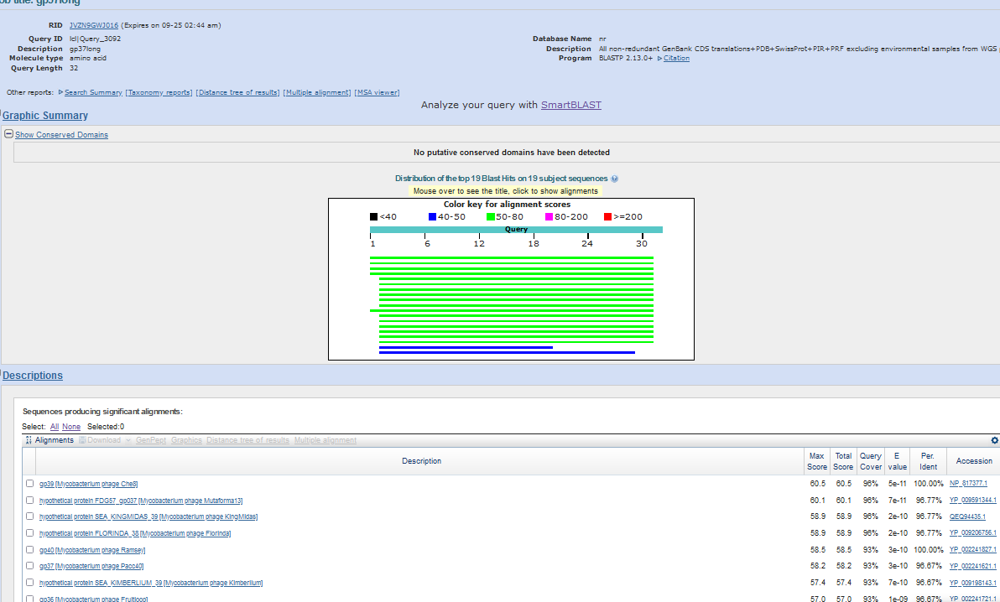 title: gp37long
RID JVZN9GWJ016 (Expires on 09-25 02:44 am)
Query ID lcl|Query_3092
Description gp37long
Molecule type amino acid
Query Length 32
Database Name nr
Description All non-redundant GenBank CDS translations+PDB+SwissProt+PIR+PRF excluding environmental samples from WGS
Program BLASTP 2.13.0+ Citation
Other reports: Search Summary [Taxonomy reports] [Distance tree of results] [Multiple alignment] [MSA viewer]
Analyze your query with SmartBLAST
Graphic Summary
Show Conserved Domains
No putative conserved domains have been detected
Distribution of the top 19 Blast Hits on 19 subject sequences
Mouse over to see the title, click to show alignments
Color key for alignment scores
<40 40-50 50-80 80-200 >=200
Query
1 6 12 18 24 30
Descriptions
Sequences producing significant alignments:
Select: All None Selected:0
Alignments Download GenPept Graphics Distance tree of results Multiple alignment
Description Max Score Total Score Query Cover E value Per. Ident Accession
gp39 [Mycobacterium phage Che8] 60.5 60.5 96% 5e-11 100.00% NP_817377.1
hypothetical protein FDG57_gp037 [Mycobacterium phage Mutaforma13] 60.1 60.1 96% 7e-11 96.77% YP_009591344.1
hypothetical protein SEA_KINGMIDAS_39 [Mycobacterium phage KingMidas] 58.9 58.9 96% 2e-10 96.77% QEQ94435.1
hypothetical protein FLORINDA_38 [Mycobacterium phage Florinda] 58.9 58.9 96% 2e-10 96.77% YP_009206756.1
gp40 [Mycobacterium phage Ramsey] 58.5 58.5 93% 3e-10 100.00% YP_002241827.1
gp37 [Mycobacterium phage Pacc40] 58.2 58.2 93% 3e-10 96.67% YP_002241621.1
hypothetical protein SEA_KIMBERLIUM_39 [Mycobacterium phage Kimberlium] 57.4 57.4 93% 7e-10 96.67% YP_009198143.1
gp36 [Mycobacterium phage Fruitloop] 57.0 57.0 93% 1e-09 96.67% YP_002241721.1